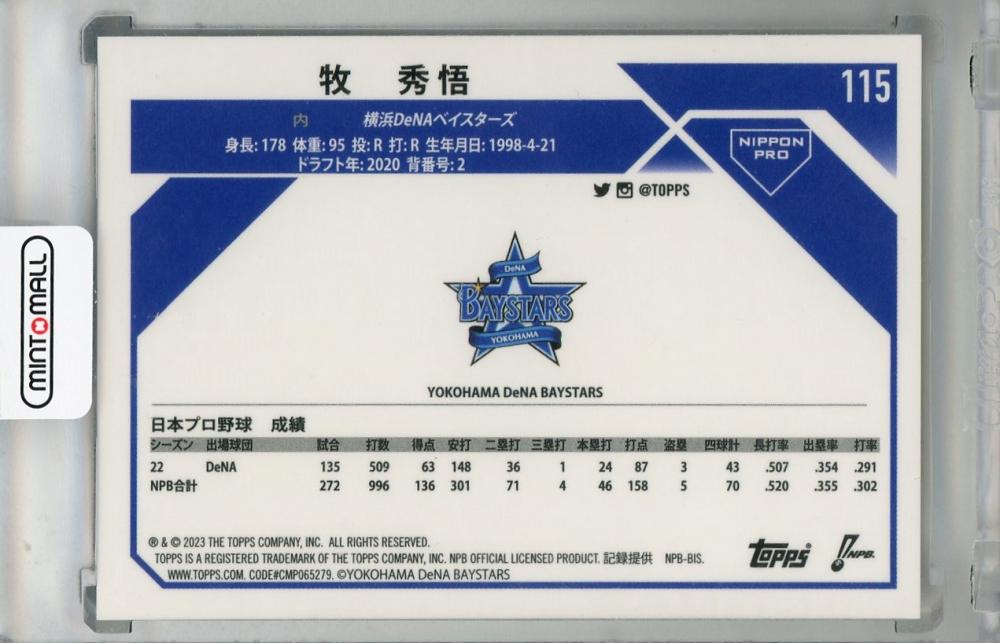 牧 秀悟
115
内 横浜DeNAベイスターズ
身長: 178 体重: 95 投: R 打: R 生年月日: 1998-4-21
ドラフト年: 2020 背番号: 2
NIPPON
PRO
@TOPPS
DeNA
BAYSTARS
YOKOHAMA
YOKOHAMA DeNA BAYSTARS
MINT MALL
日本プロ野球 成績
シーズン 出場球団 試合 打数 得点 安打 二塁打 三塁打 本塁打 打点 盗塁 四球計 長打率 出塁率 打率
22 DeNA 135 509 63 148 36 1 24 87 3 43 .507 .354 .291
NPB合計 272 996 136 301 71 4 46 158 5 70 .520 .355 .302
® & © 2023 THE TOPPS COMPANY, INC. ALL RIGHTS RESERVED.
TOPPS IS A REGISTERED TRADEMARK OF THE TOPPS COMPANY, INC. NPB OFFICIAL LICENSED PRODUCT. 記録提供 NPB-BIS.
WWW.TOPPS.COM. CODE#CMP065279. ©YOKOHAMA DeNA BAYSTARS
topps®
NPB.